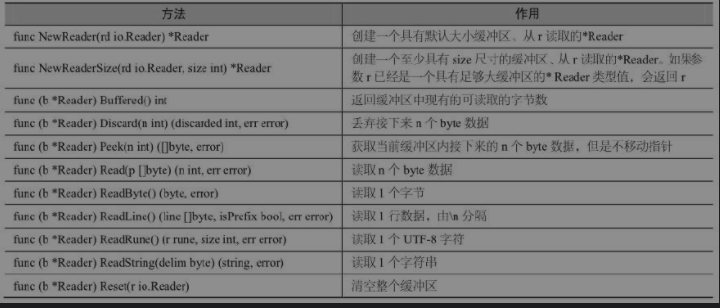 方法 作用
func NewReader(rd io.Reader) *Reader 创建一个具有默认大小缓冲区、从 r 读取的*Reader
func NewReaderSize(rd io.Reader, size int) *Reader 创建一个至少具有 size 尺寸的缓冲区、从 r 读取的*Reader。如果参
数 r 已经是一个具有足够大缓冲区的* Reader 类型值，会返回 r
func (b *Reader) Buffered() int 返回缓冲区中现有的可读取的字节数
func (b *Reader) Discard(n int) (discarded int, err error) 丢弃接下来 n 个 byte 数据
func (b *Reader) Peek(n int) ([]byte, error) 获取当前缓冲区内接下来的 n 个 byte 数据，但是不移动指针
func (b *Reader) Read(p []byte) (n int, err error) 读取 n 个 byte 数据
func (b *Reader) ReadByte() (byte, error) 读取 1 个字节
func (b *Reader) ReadLine() (line []byte, isPrefix bool, err error) 读取 1 行数据，由\n 分隔
func (b *Reader) ReadRune() (r rune, size int, err error) 读取 1 个 UTF-8 字符
func (b *Reader) ReadString(delim byte) (string, error) 读取 1 个字符串
func (b *Reader) Reset(r io.Reader) 清空整个缓冲区